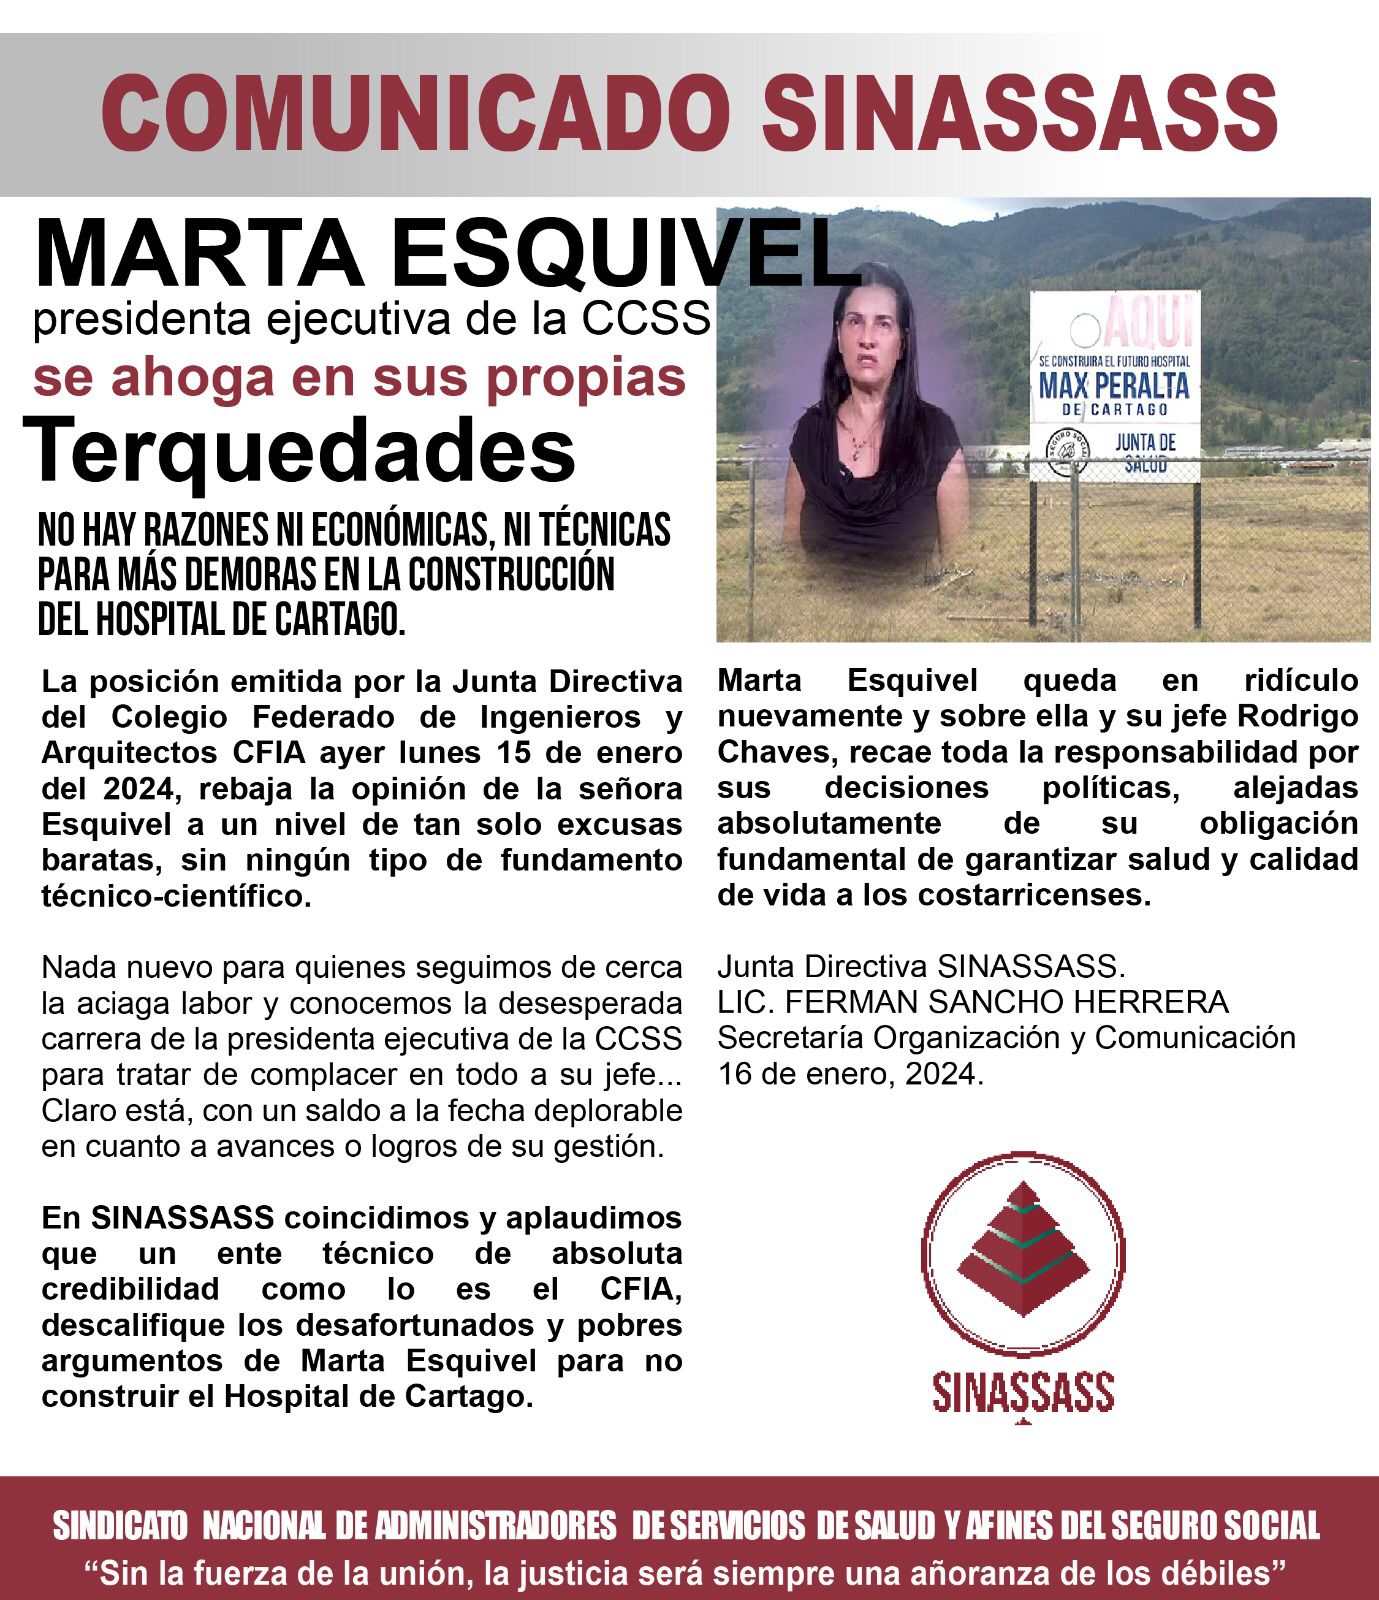 COMUNICADO SINASSASS
MARTA ESQUIVEL
presidenta ejecutiva de la CCSS
se ahoga en sus propias
Terquedades
NO HAY RAZONES NI ECONÓMICAS, NI TÉCNICAS
PARA MÁS DEMORAS EN LA CONSTRUCCIÓN
DEL HOSPITAL DE CARTAGO.
AQUI
SE CONSTRUIRA EL FUTURO HOSPITAL
MAX PERALTA
DE CARTAGO
SEGURO SOCIAL
JUNTA DE
SALUD
La posición emitida por la Junta Directiva
del Colegio Federado de Ingenieros y
Arquitectos CFIA ayer lunes 15 de enero
del 2024, rebaja la opinión de la señora
Esquivel a un nivel de tan solo excusas
baratas, sin ningún tipo de fundamento
técnico-científico.
Nada nuevo para quienes seguimos de cerca
la aciaga labor y conocemos la desesperada
carrera de la presidenta ejecutiva de la CCSS
para tratar de complacer en todo a su jefe...
Claro está, con un saldo a la fecha deplorable
en cuanto a avances o logros de su gestión.
En SINASSASS coincidimos y aplaudimos
que un ente técnico de absoluta
credibilidad como lo es el CFIA,
descalifique los desafortunados y pobres
argumentos de Marta Esquivel para no
construir el Hospital de Cartago.
Marta Esquivel queda en ridículo
nuevamente y sobre ella y su jefe Rodrigo
Chaves, recae toda la responsabilidad por
sus decisiones políticas, alejadas
absolutamente de su obligación
fundamental de garantizar salud y calidad
de vida a los costarricenses.
Junta Directiva SINASSASS.
LIC. FERMAN SANCHO HERRERA
Secretaría Organización y Comunicación
16 de enero, 2024.
SINASSASS
SINDICATO NACIONAL DE ADMINISTRADORES DE SERVICIOS DE SALUD Y AFINES DEL SEGURO SOCIAL
“Sin la fuerza de la unión, la justicia será siempre una añoranza de los débiles”